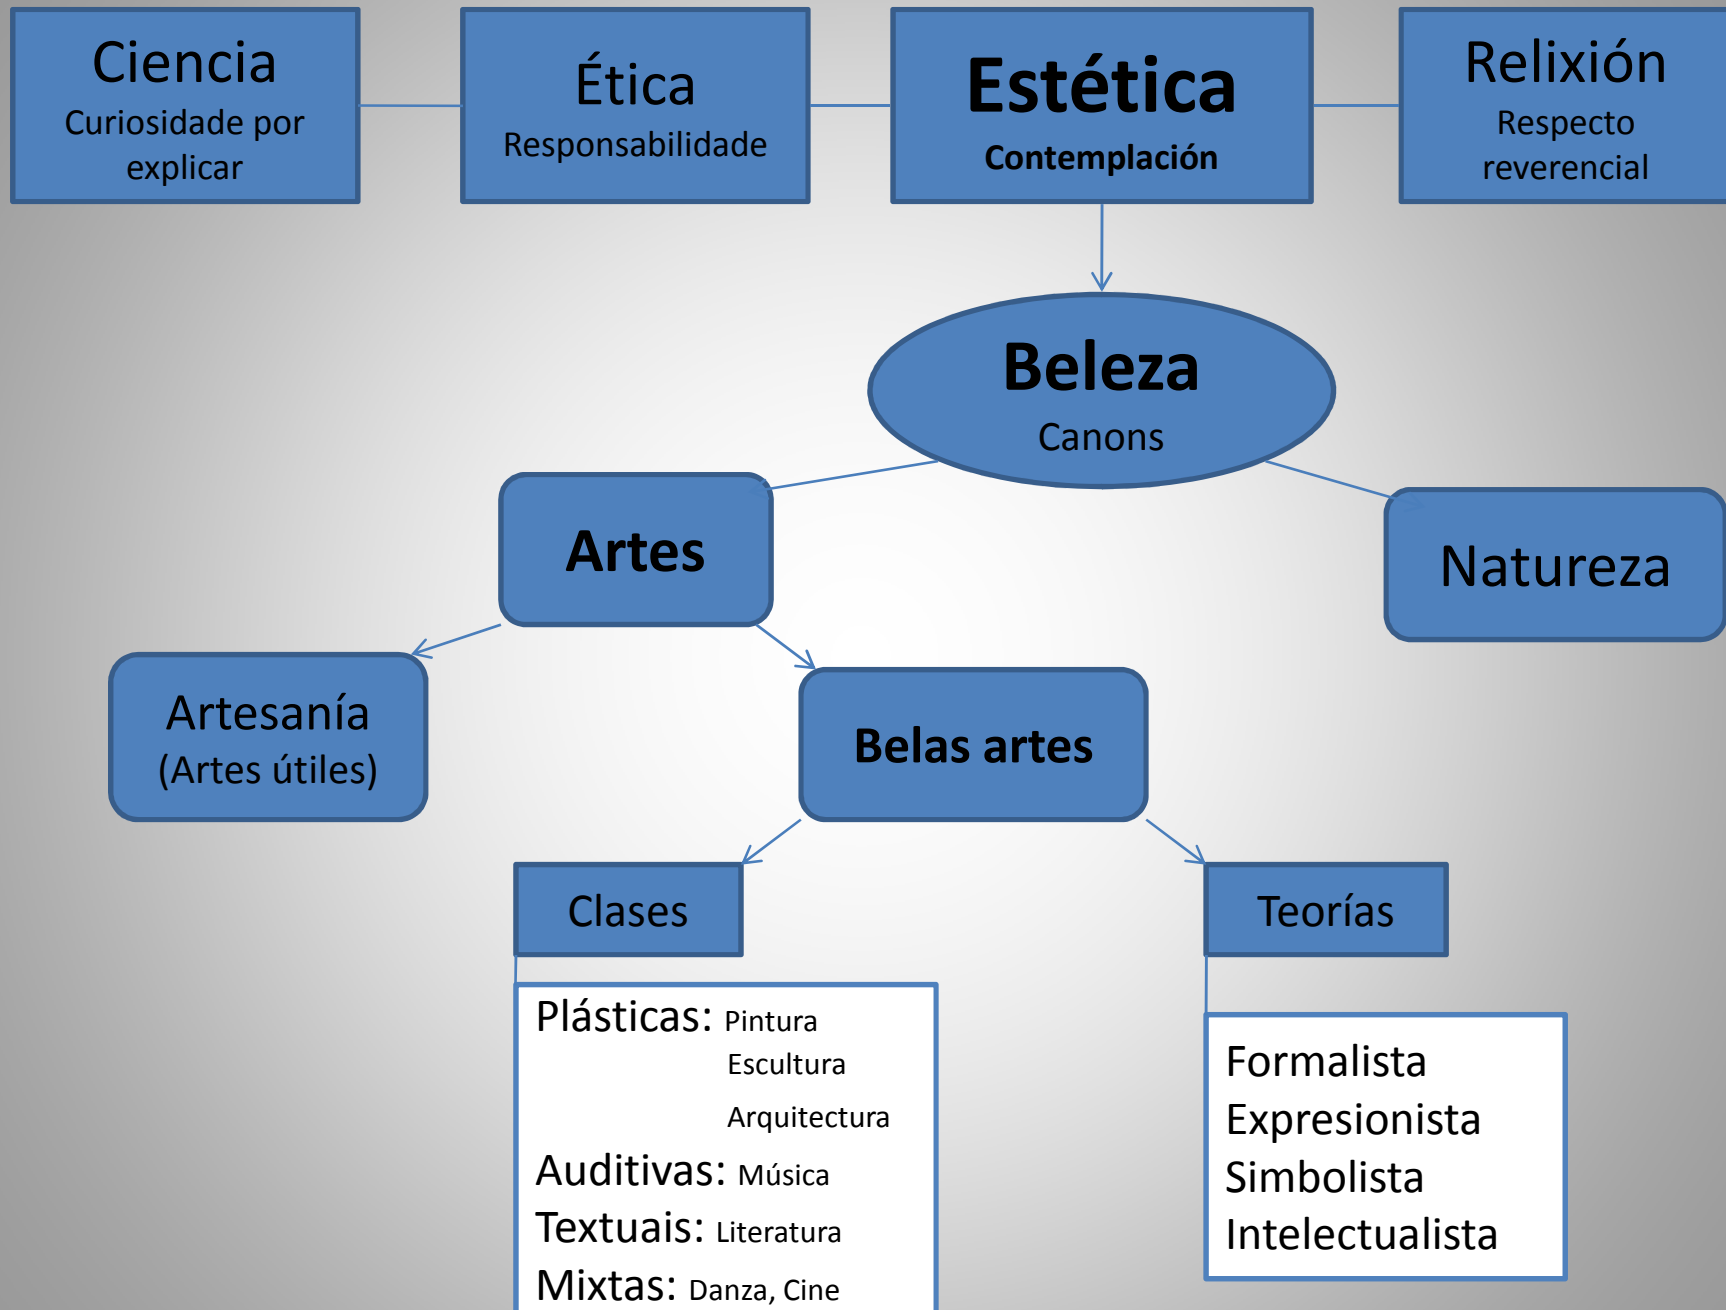 Ciencia
Curiosidade por
explicar
Ética
Responsabilidade
Estética
Contemplación
Relixión
Respecto
reverencial
Beleza
Canons
Artes
Natureza
Artesanía
(Artes útiles)
Belas artes
Clases
Teorías
Plásticas: Pintura
Escultura
Arquitectura
Auditivas: Música
Textuais: Literatura
Mixtas: Danza, Cine
Formalista
Expresionista
Simbolista
Intelectualista